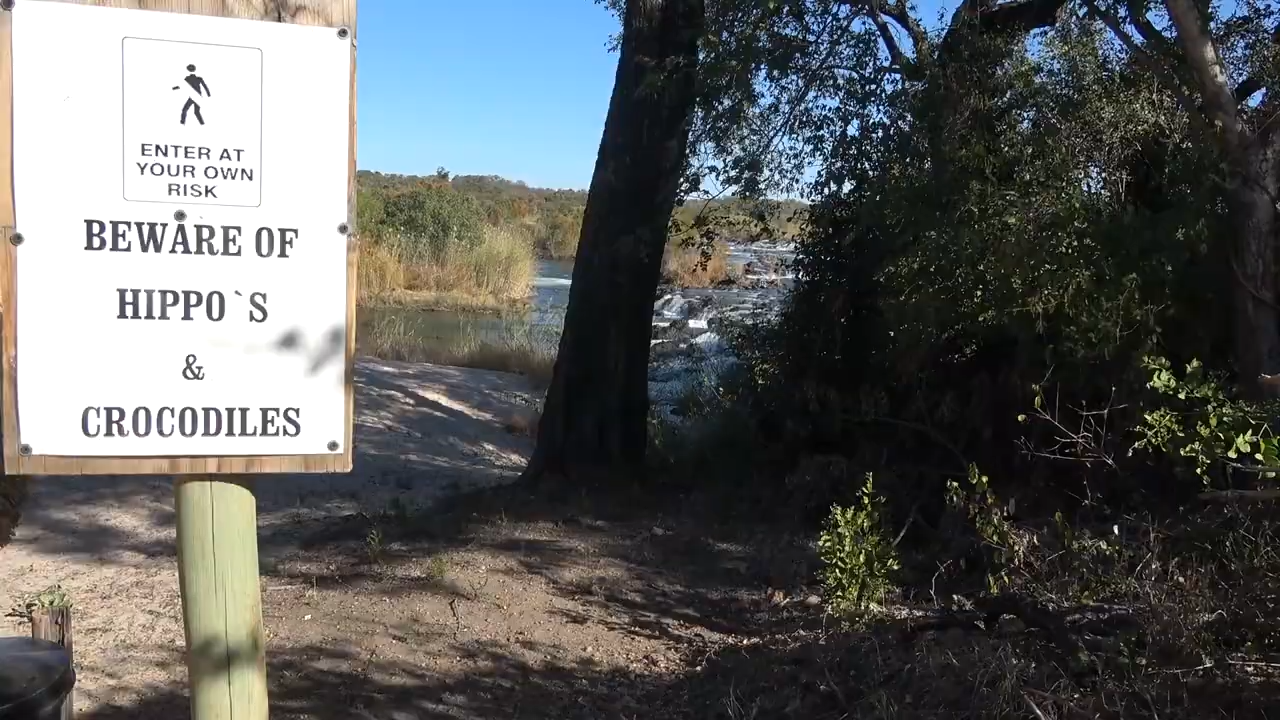 ENTER AT
YOUR OWN
RISK
BEWARE OF
HIPPO`S
&
CROCODILES